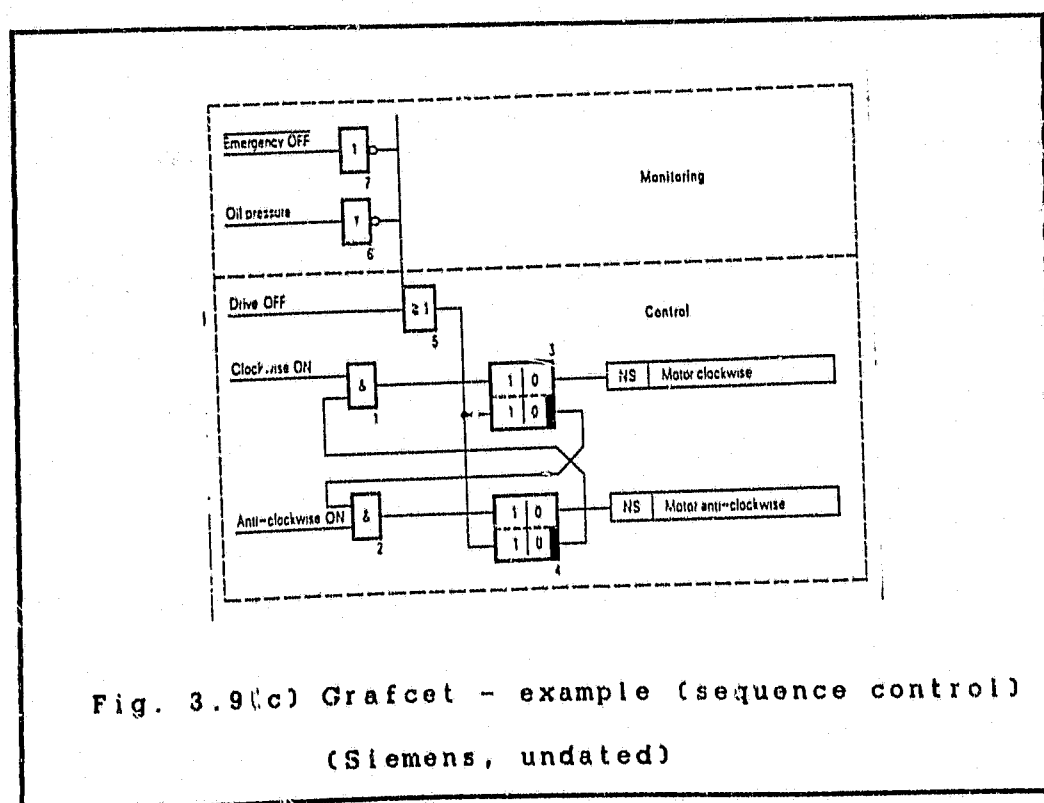 Emergency OFF
1
7
Monitoring
Oil pressure
6
Drive OFF
≥ 1
5
Control
Clockwise ON
&
1
3
1 0
1 0
NS Motor clockwise
Anti-clockwise ON
&
2
1 0
1 0
4
NS Motor anti-clockwise
Fig. 3.9(c) Grafcet - example (sequence control)
(Siemens, undated)